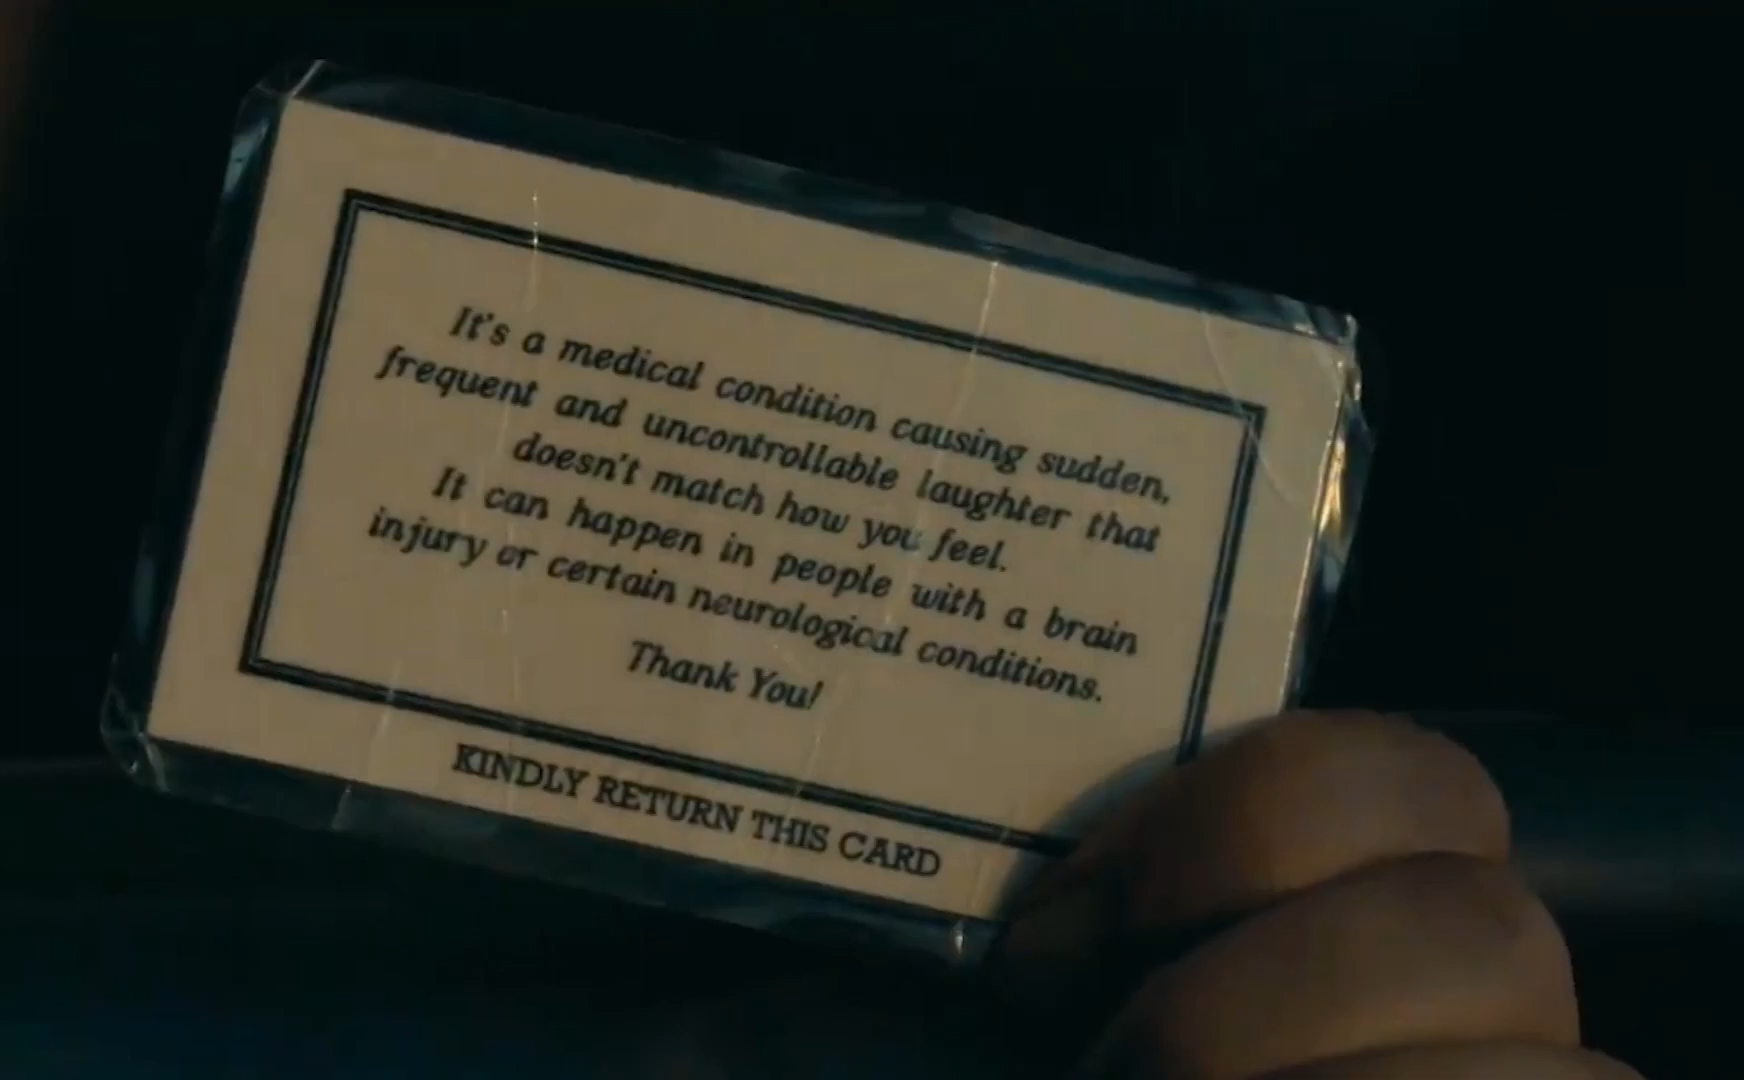 It's a medical condition causing sudden,
frequent and uncontrollable laughter that
doesn't match how you feel.
It can happen in people with a brain
injury or certain neurological conditions.
Thank You!
KINDLY RETURN THIS CARD